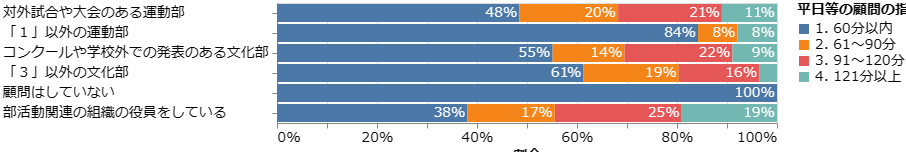 対外試合や大会のある運動部 48% 20% 21% 11%
「１」以外の運動部 84% 8% 8%
コンクールや学校外での発表のある文化部 55% 14% 22% 9%
「３」以外の文化部 61% 19% 16%
顧問はしていない 100%
部活動関連の組織の役員をしている 38% 17% 25% 19%
0% 20% 40% 60% 80% 100%
平日等の顧問の指
1. 60分以内
2. 61～90分
3. 91～120分
4. 121分以上